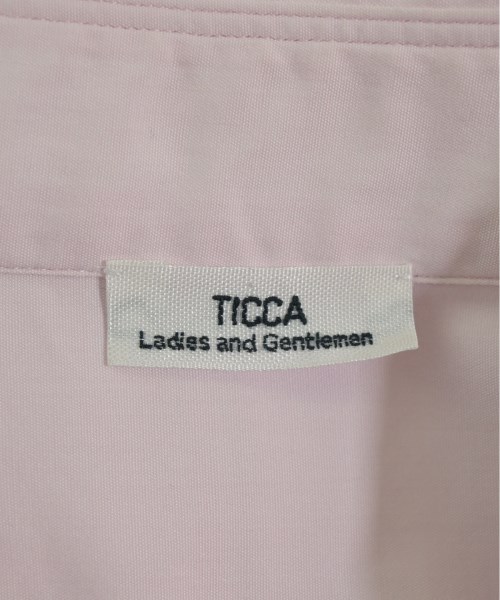 TICCA
Ladies and Gentlemen